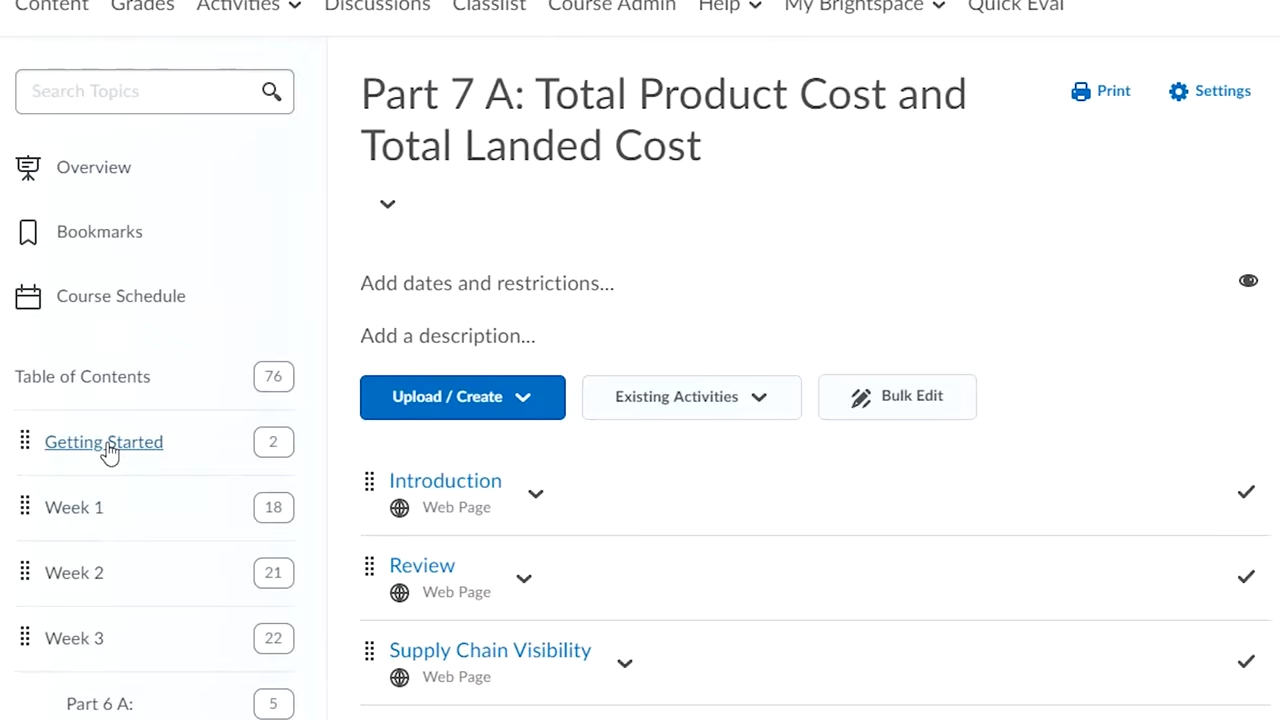 Content Grades Activities Discussions Classlist Course Admin Help My Brightspace Quick Eval
Search Topics
Overview
Bookmarks
Course Schedule
Table of Contents 76
Getting Started 2
Week 1 18
Week 2 21
Week 3 22
Part 6 A: 5
Part 7 A: Total Product Cost and
Total Landed Cost
Print Settings
Add dates and restrictions...
Add a description...
Upload / Create Existing Activities Bulk Edit
Introduction
Web Page
Review
Web Page
Supply Chain Visibility
Web Page